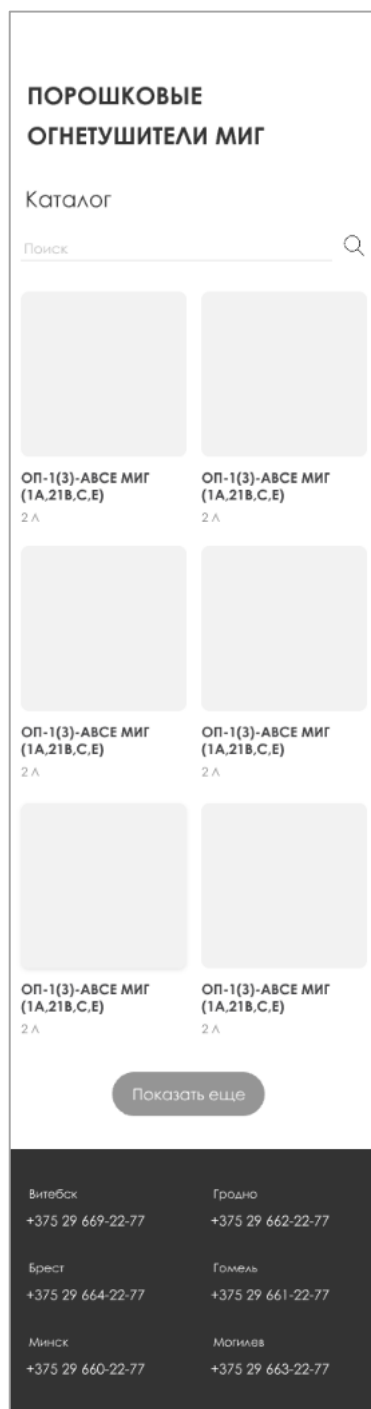 ПОРОШКОВЫЕ
ОГНЕТУШИТЕЛИ МИГ
Каталог
Поиск
ОП-1(3)-АВСЕ МИГ
(1А,21В,С,Е)
2 Л
ОП-1(3)-АВСЕ МИГ
(1А,21В,С,Е)
2 Л
ОП-1(3)-АВСЕ МИГ
(1А,21В,С,Е)
2 Л
ОП-1(3)-АВСЕ МИГ
(1А,21В,С,Е)
2 Л
ОП-1(3)-АВСЕ МИГ
(1А,21В,С,Е)
2 Л
ОП-1(3)-АВСЕ МИГ
(1А,21В,С,Е)
2 Л
Показать еще
Витебск
+375 29 669-22-77
Гродно
+375 29 662-22-77
Брест
+375 29 664-22-77
Гомель
+375 29 661-22-77
Минск
+375 29 660-22-77
Могилев
+375 29 663-22-77